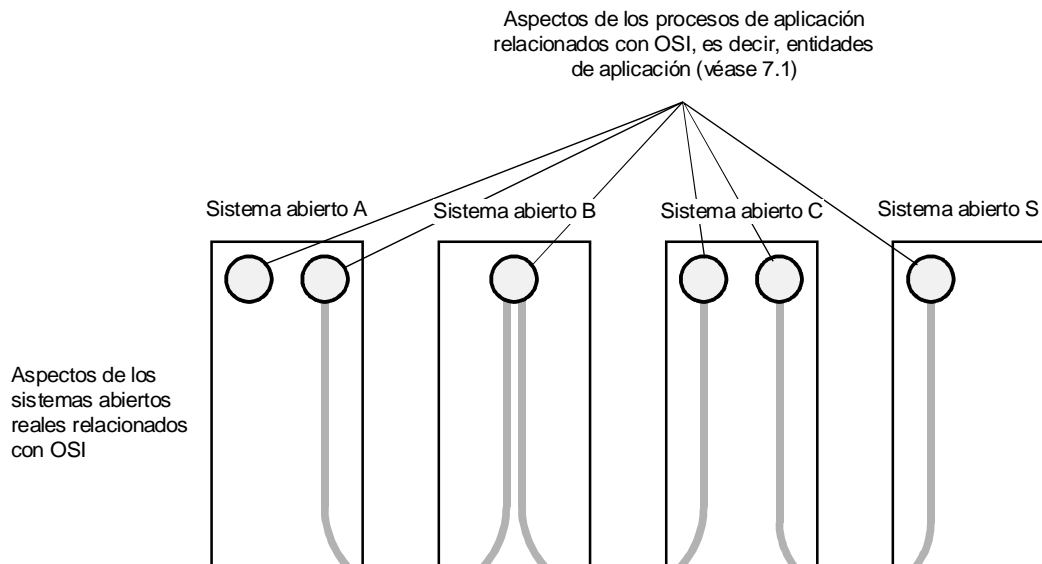 Aspectos de los procesos de aplicación
relacionados con OSI, es decir, entidades
de aplicación (véase 7.1)
Sistema abierto A
Sistema abierto B
Sistema abierto C
Sistema abierto S
Aspectos de los
sistemas abiertos
reales relacionados
con OSI